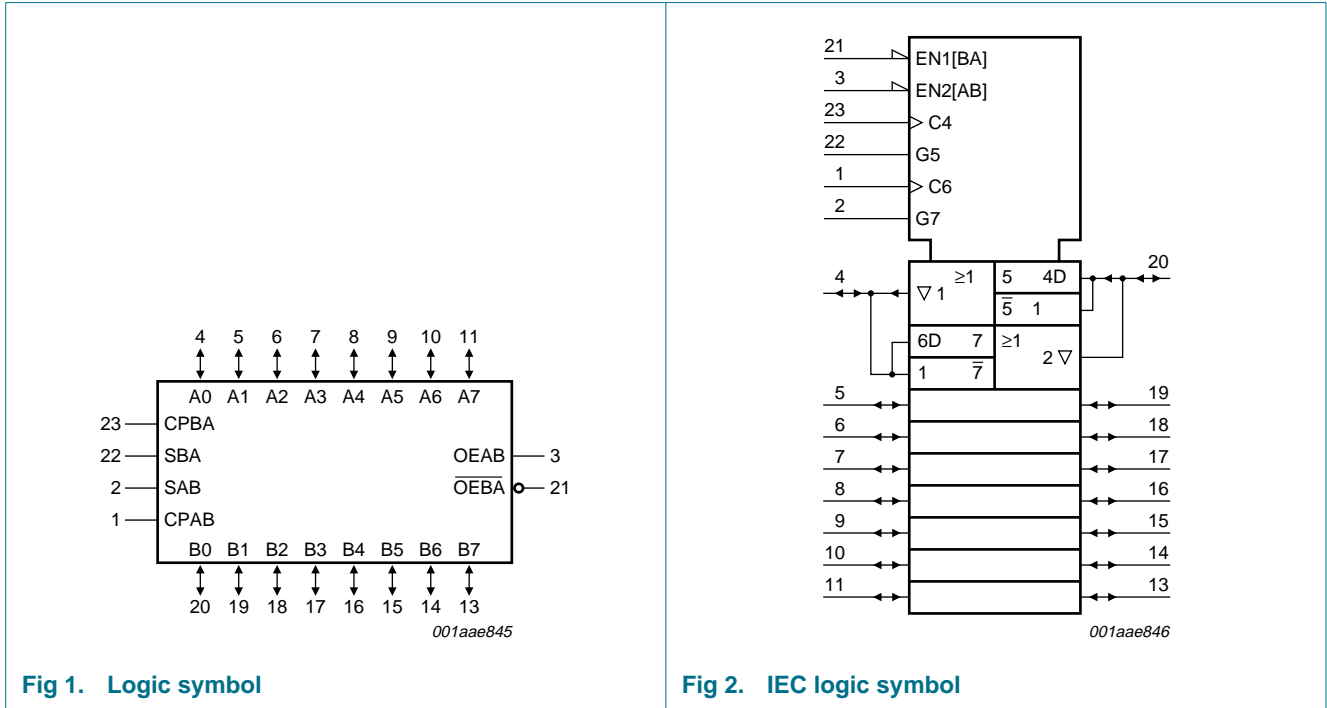 4 5 6 7 8 9 10 11
A0 A1 A2 A3 A4 A5 A6 A7
23 CPBA
22 SBA OEAB 3
2 SAB O̅E̅B̅A̅ 21
1 CPAB
B0 B1 B2 B3 B4 B5 B6 B7
20 19 18 17 16 15 14 13
001aae845
Fig 1. Logic symbol
21 EN1[BA]
3 EN2[AB]
23 C4
22 G5
1 C6
2 G7
4 ▽ 1 ≥1 5 4D 20
5̅ 1
6D 7 ≥1
2 ▽
1 7̅
5 19
6 18
7 17
8 16
9 15
10 14
11 13
001aae846
Fig 2. IEC logic symbol